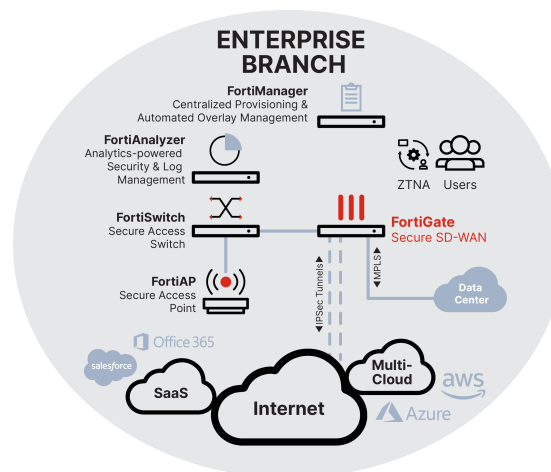 ENTERPRISE
BRANCH
FortiManager
Centralized Provisioning &
Automated Overlay Management
FortiAnalyzer
Analytics-powered
Security & Log
Management
ZTNA
Users
FortiSwitch
Secure Access
Switch
FortiGate
Secure SD-WAN
FortiAP
Secure Access
Point
IPSec Tunnels
MPLS
Data
Center
Office 365
salesforce
SaaS
Internet
Multi-
Cloud
aws
Azure